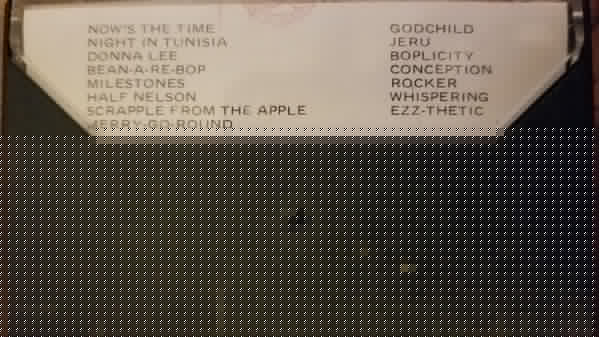 NOW'S THE TIME
NIGHT IN TUNISIA
DONNA LEE
BEAN-A-RE-BOP
MILESTONES
HALF NELSON
SCRAPPLE FROM THE APPLE
MERRY-GO-ROUND
GODCHILD
JERU
BOPLICITY
CONCEPTION
ROCKER
WHISPERING
EZZ-THETIC